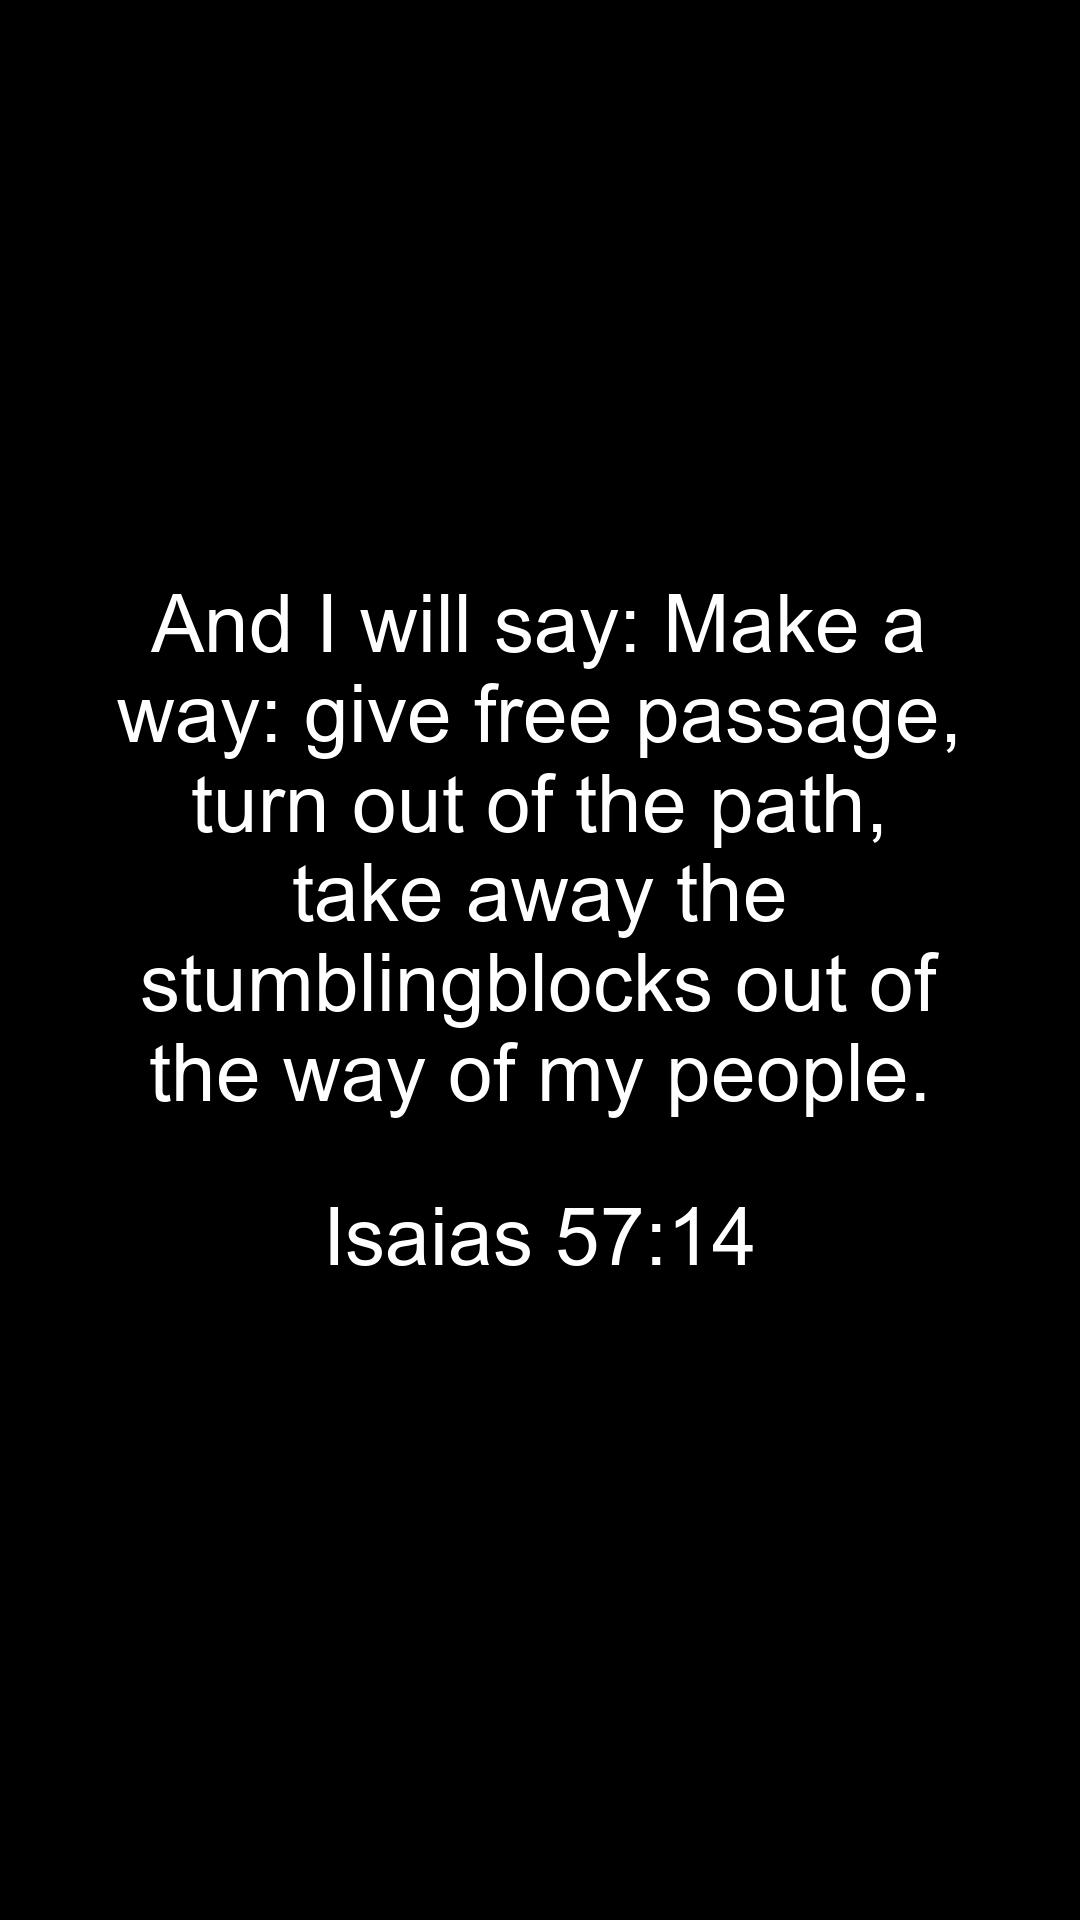 And I will say: Make a
way: give free passage,
turn out of the path,
take away the
stumblingblocks out of
the way of my people.
Isaias 57:14